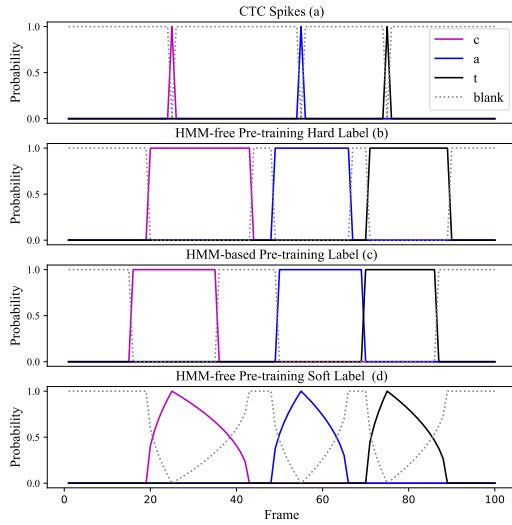 CTC Spikes (a)
Probability
1.0
0.5
0.0
c
a
t
blank
HMM-free Pre-training Hard Label (b)
Probability
1.0
0.5
0.0
HMM-based Pre-training Label (c)
Probability
1.0
0.5
0.0
HMM-free Pre-training Soft Label (d)
Probability
1.0
0.5
0.0
0 20 40 60 80 100
Frame